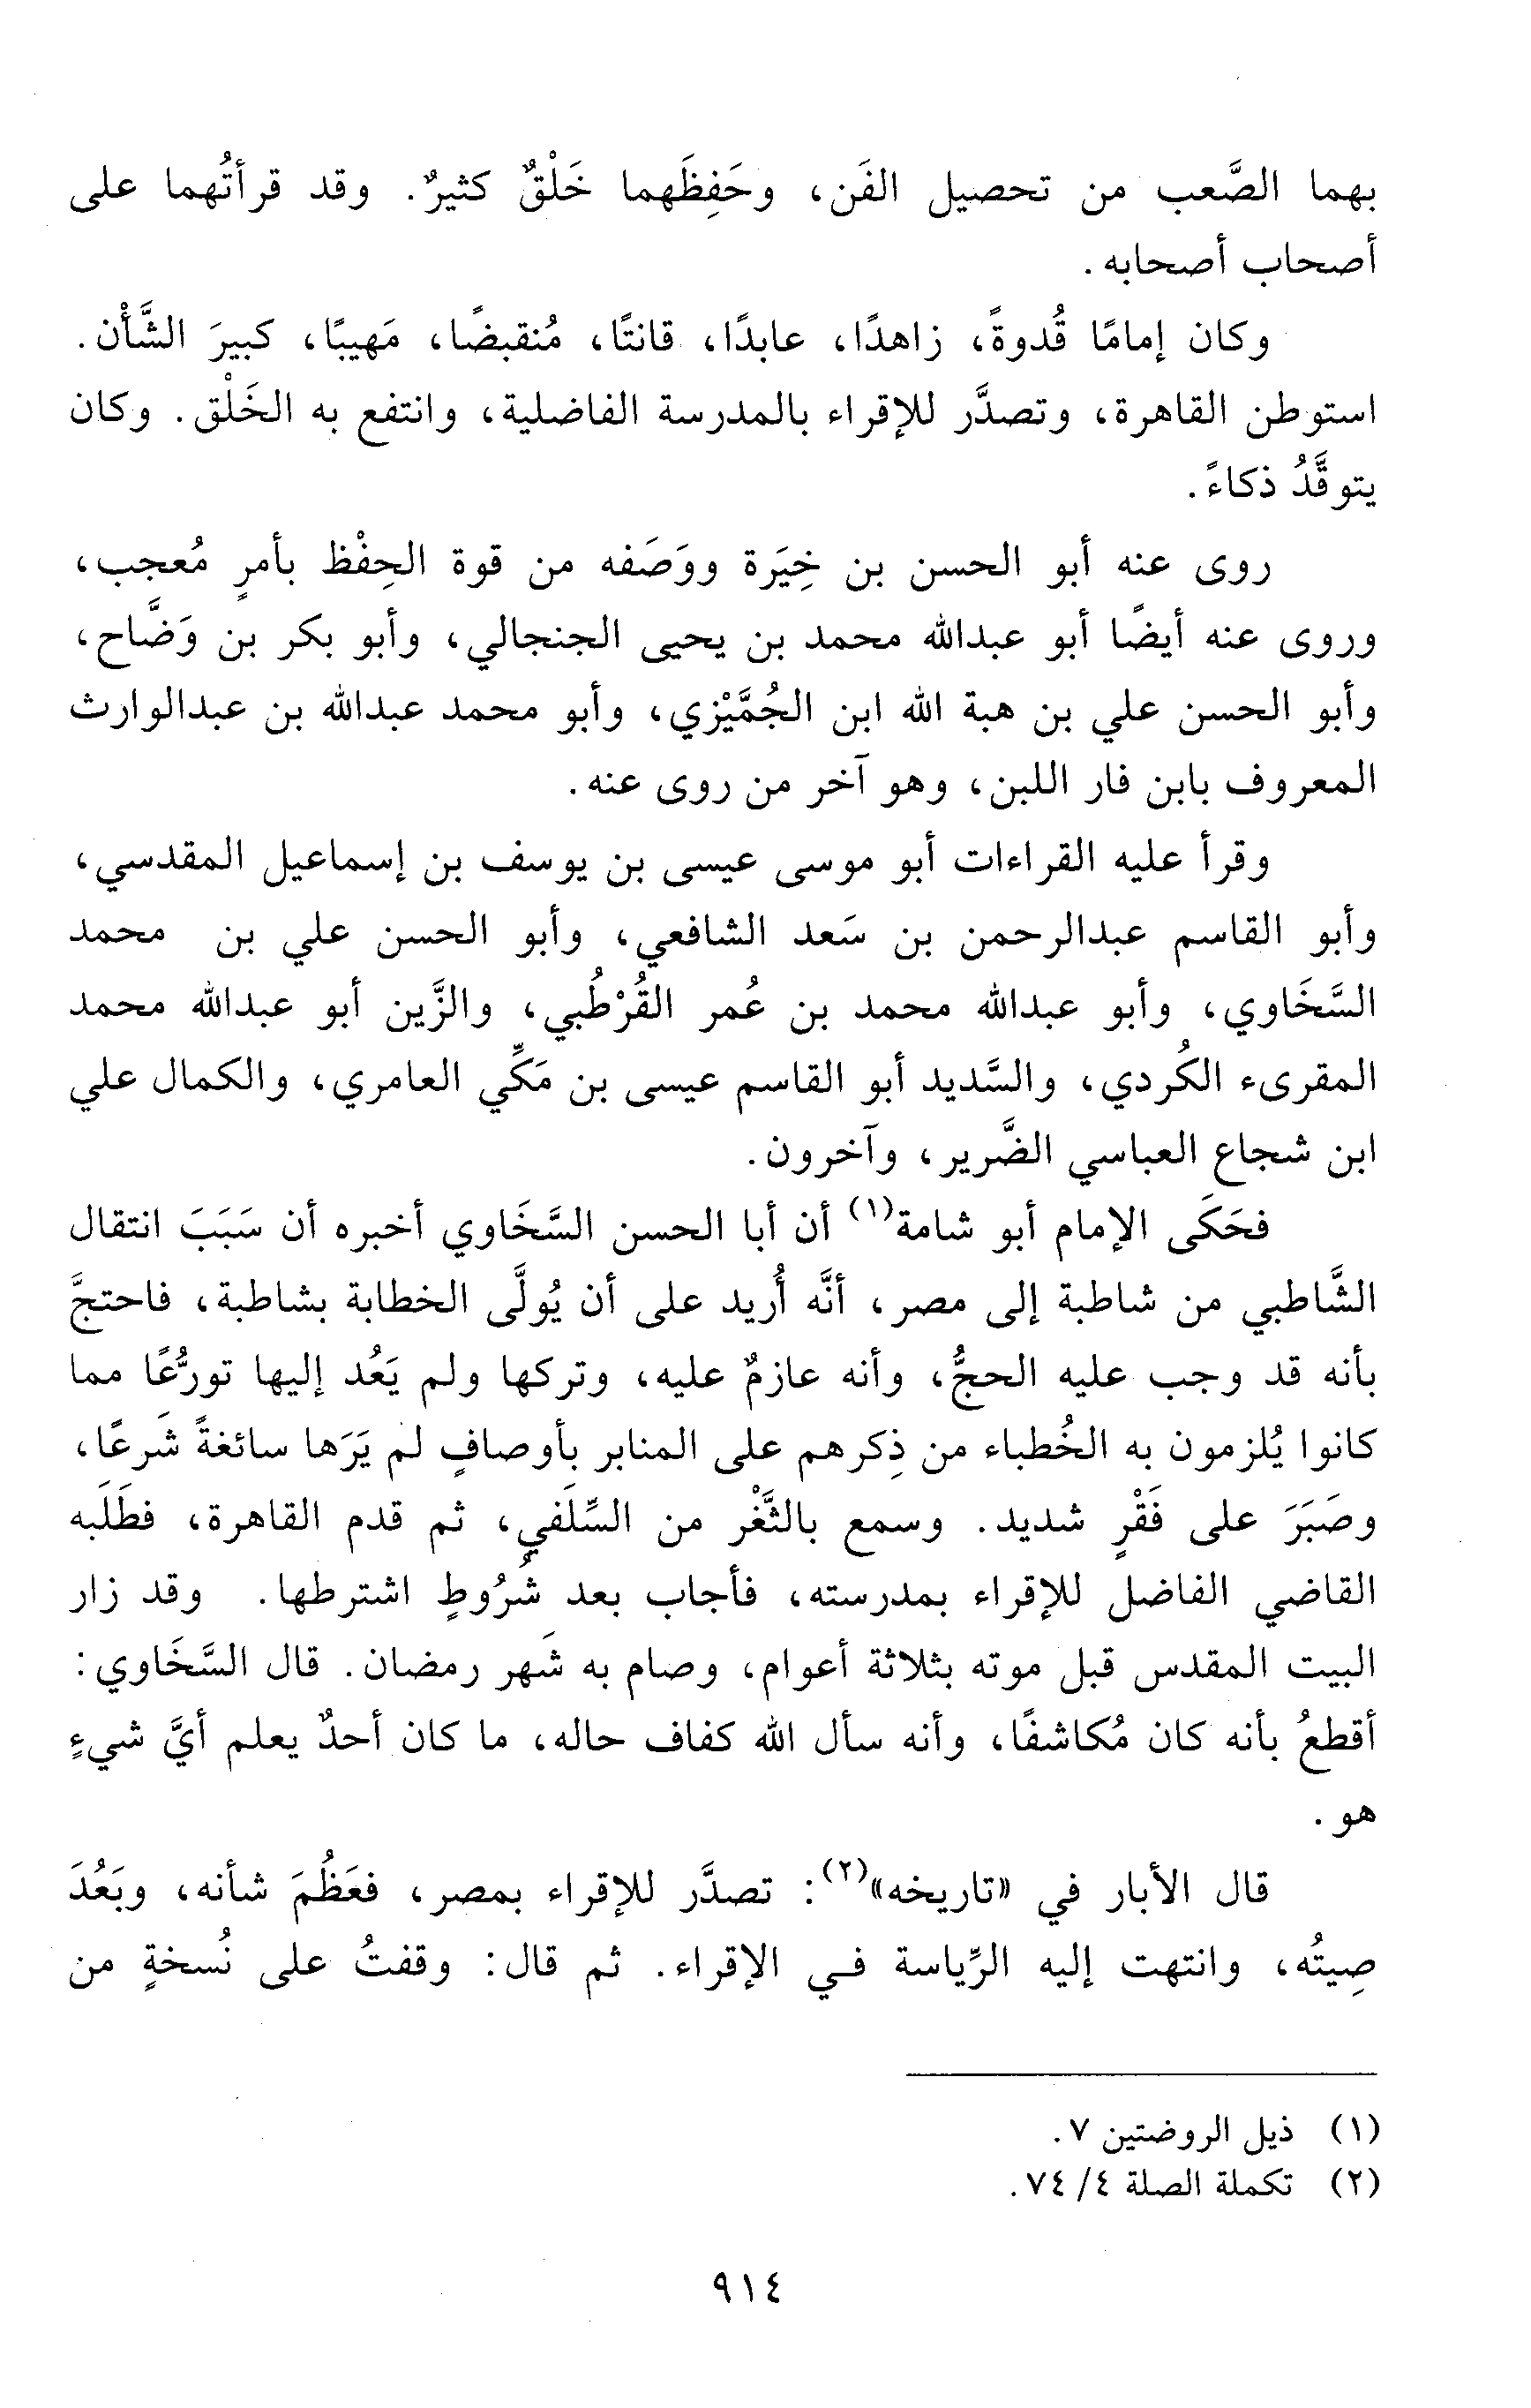 بهما الصَّعب من تحصيل الفَن، وحَفِظَهما خَلْقٌ كثيرٌ. وقد قرأتُهما على
أصحاب أصحابه.
وكان إمامًا قُدوةً، زاهدًا، عابدًا، قانتًا، مُنقبضًا، مَهيبًا، كبيرَ الشَّأْن.
استوطن القاهرة، وتصدَّر للإقراء بالمدرسة الفاضلية، وانتفع به الخَلْق. وكان
يتوقَّدُ ذكاءً.
روى عنه أبو الحسن بن خِيَرة ووَصَفه من قوة الحِفْظ بأمرٍ مُعجب،
وروى عنه أيضًا أبو عبدالله محمد بن يحيى الجنجالي، وأبو بكر بن وَضَّاح،
وأبو الحسن علي بن هبة الله ابن الجُمَّيْزي، وأبو محمد عبدالله بن عبدالوارث
المعروف بابن فار اللبن، وهو آخر من روى عنه.
وقرأ عليه القراءات أبو موسى عيسى بن يوسف بن إسماعيل المقدسي،
وأبو القاسم عبدالرحمن بن سَعد الشافعي، وأبو الحسن علي بن محمد
السَّخَاوي، وأبو عبدالله محمد بن عُمر القُرْطُبي، والزَّين أبو عبدالله محمد
المقرىء الكُردي، والسَّديد أبو القاسم عيسى بن مَكِّي العامري، والكمال علي
ابن شجاع العباسي الضَّرير، وآخرون.
فحَكَى الإمام أبو شامة(١) أن أبا الحسن السَّخَاوي أخبره أن سَبَبَ انتقال
الشَّاطبي من شاطبة إلى مصر، أنَّه أُريد على أن يُولَّى الخطابة بشاطبة، فاحتجَّ
بأنه قد وجب عليه الحجُّ، وأنه عازمٌ عليه، وتركها ولم يَعُد إليها تورُّعًا مما
كانوا يُلزمون به الخُطباء من ذِكرهم على المنابر بأوصافٍ لم يَرَها سائغةً شَرعًا،
وصَبَرَ على فَقْرٍ شديد. وسمع بالثَّغْر من السِّلَفي، ثم قدم القاهرة، فطَلَبه
القاضي الفاضل للإقراء بمدرسته، فأجاب بعد شُرُوطٍ اشترطها. وقد زار
البيت المقدس قبل موته بثلاثة أعوام، وصام به شَهر رمضان. قال السَّخَاوي:
أقطعُ بأنه كان مُكاشفًا، وأنه سأل الله كفاف حاله، ما كان أحدٌ يعلم أيَّ شيءٍ
هو.
قال الأبار في «تاريخه»(٢): تصدَّر للإقراء بمصر، فعَظُمَ شأنه، وبَعُدَ
صِيتُه، وانتهت إليه الرِّياسة في الإقراء. ثم قال: وقفتُ على نُسخةٍ من
(١) ذيل الروضتين ٧.
(٢) تكملة الصلة ٤/ ٧٤.
٩١٤